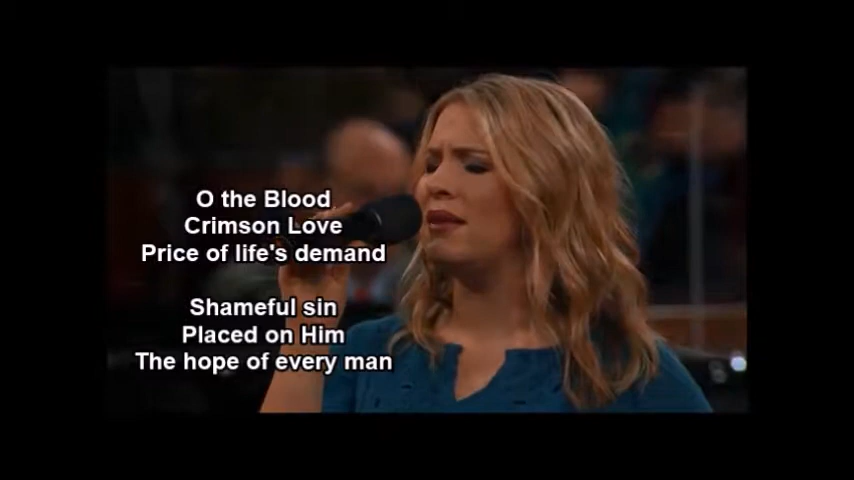 O the Blood
Crimson Love
Price of life's demand
Shameful sin
Placed on Him
The hope of every man